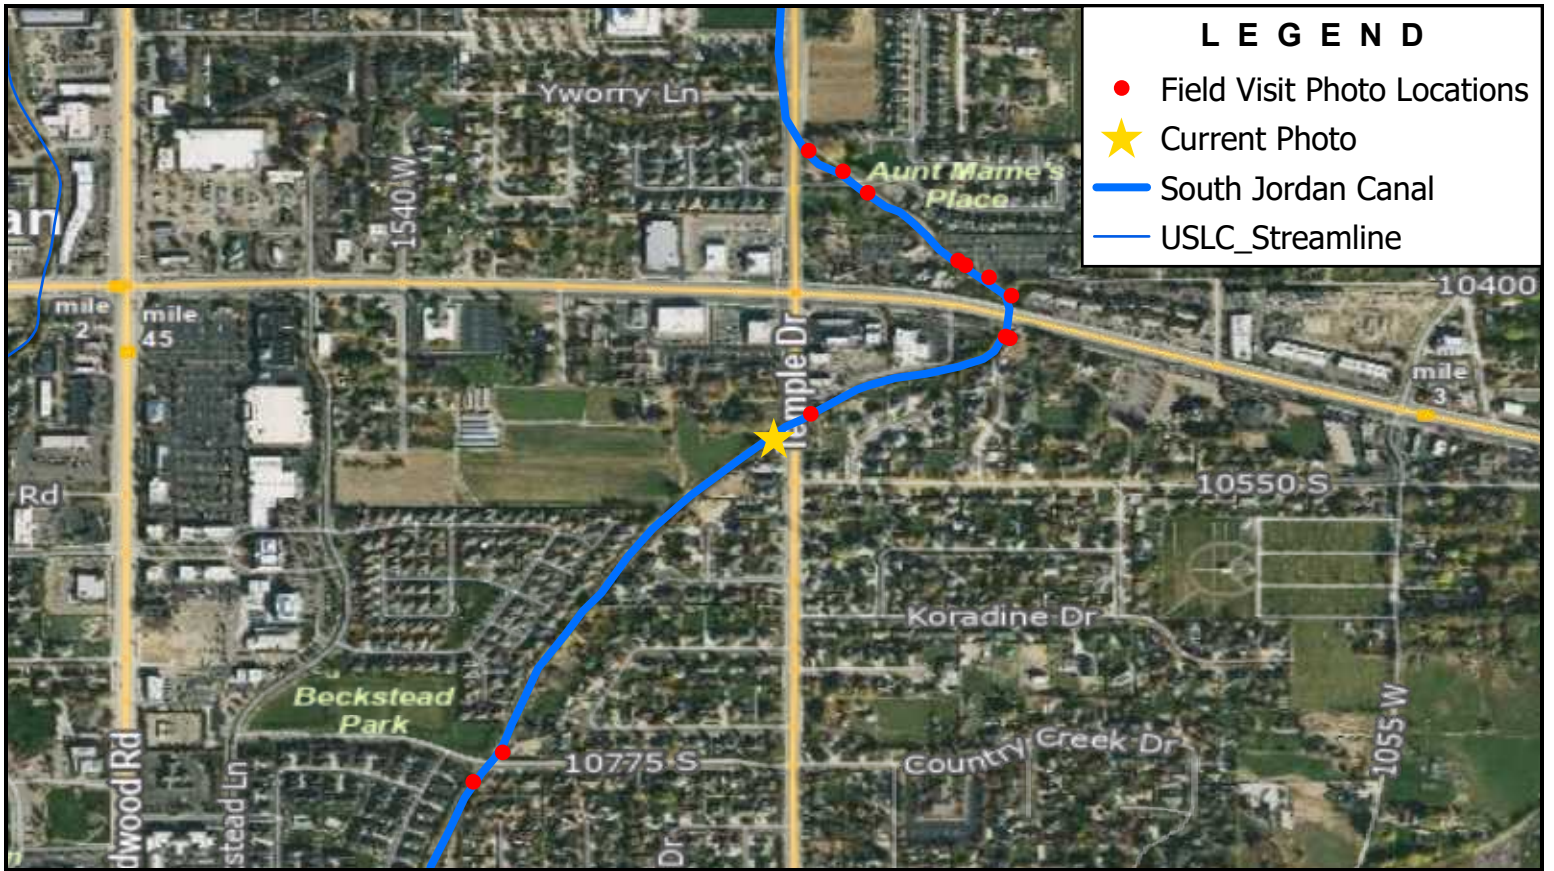 L E G E N D
Field Visit Photo Locations
Current Photo
South Jordan Canal
USLC_Streamline
Yworry Ln
Aunt Mame's
Place
1540 W
an
mile
2
mile
45
10400
mile
3
Temple Dr
Rd
10550 S
Koradine Dr
Beckstead
Park
10775 S
Country Creek Dr
1055 W
dwood Rd
stead Ln
Dr